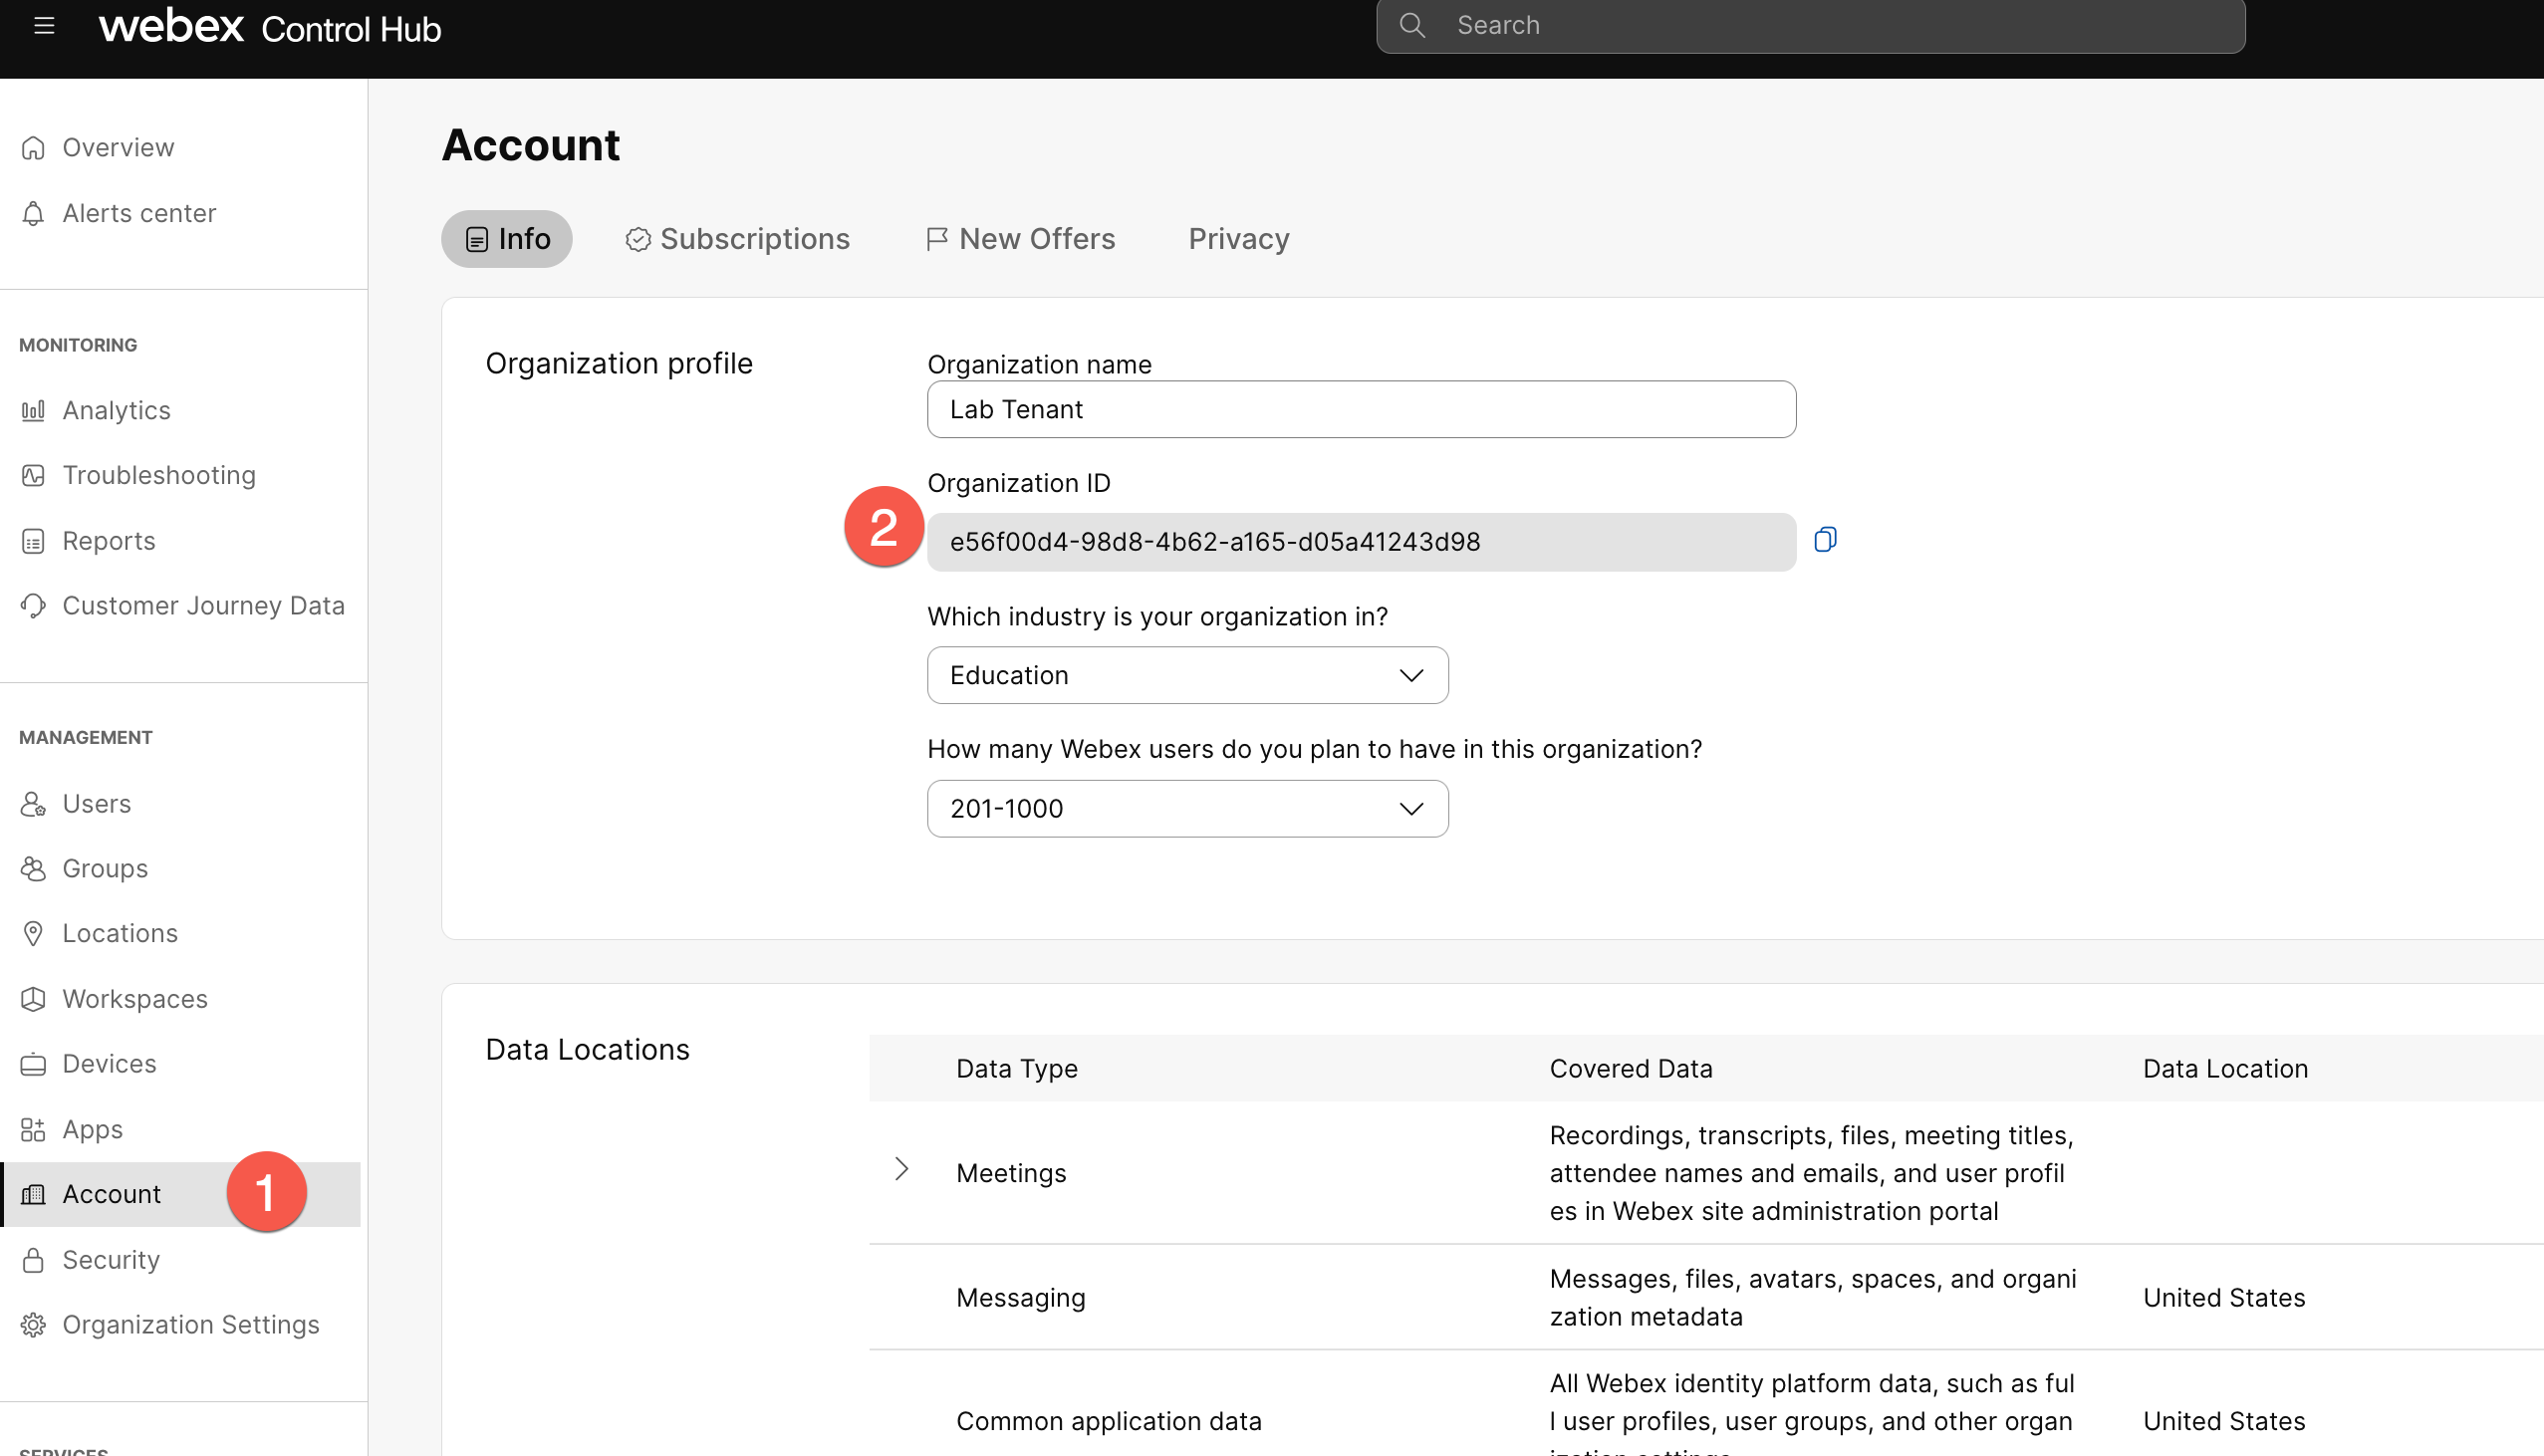 webex Control Hub
Search
Overview
Alerts center
MONITORING
Analytics
Troubleshooting
Reports
Customer Journey Data
MANAGEMENT
Users
Groups
Locations
Workspaces
Devices
Apps
Account
1
Security
Organization Settings
SERVICES
Account
Info
Subscriptions
New Offers
Privacy
Organization profile
Organization name
Lab Tenant
Organization ID
2
e56f00d4-98d8-4b62-a165-d05a41243d98
Which industry is your organization in?
Education
How many Webex users do you plan to have in this organization?
201-1000
Data Locations
Data Type Covered Data Data Location
Meetings
Recordings, transcripts, files, meeting titles,
attendee names and emails, and user profil
es in Webex site administration portal
Messaging
Messages, files, avatars, spaces, and organi
zation metadata
United States
Common application data
All Webex identity platform data, such as ful
l user profiles, user groups, and other organ
ization settings
United States